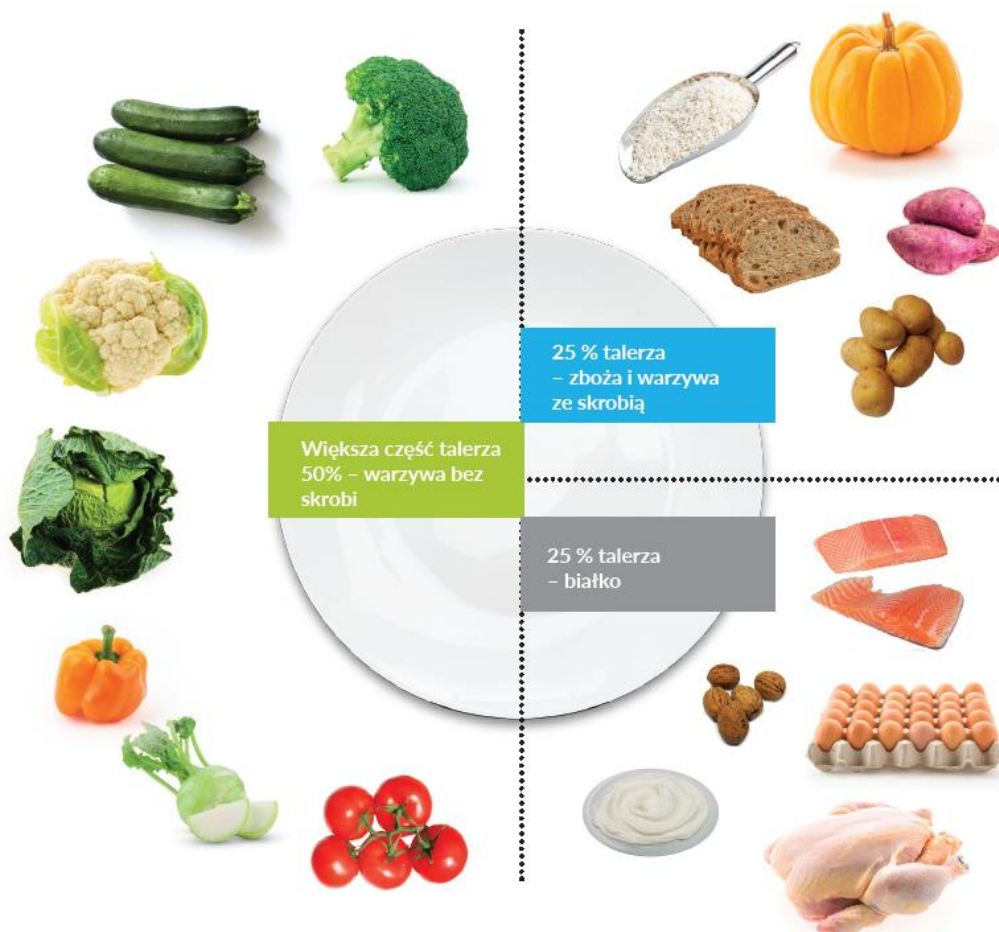 25 % talerza
– zboża i warzywa
ze skrobią
Większa część talerza
50% – warzywa bez
skrobi
25 % talerza
– białko